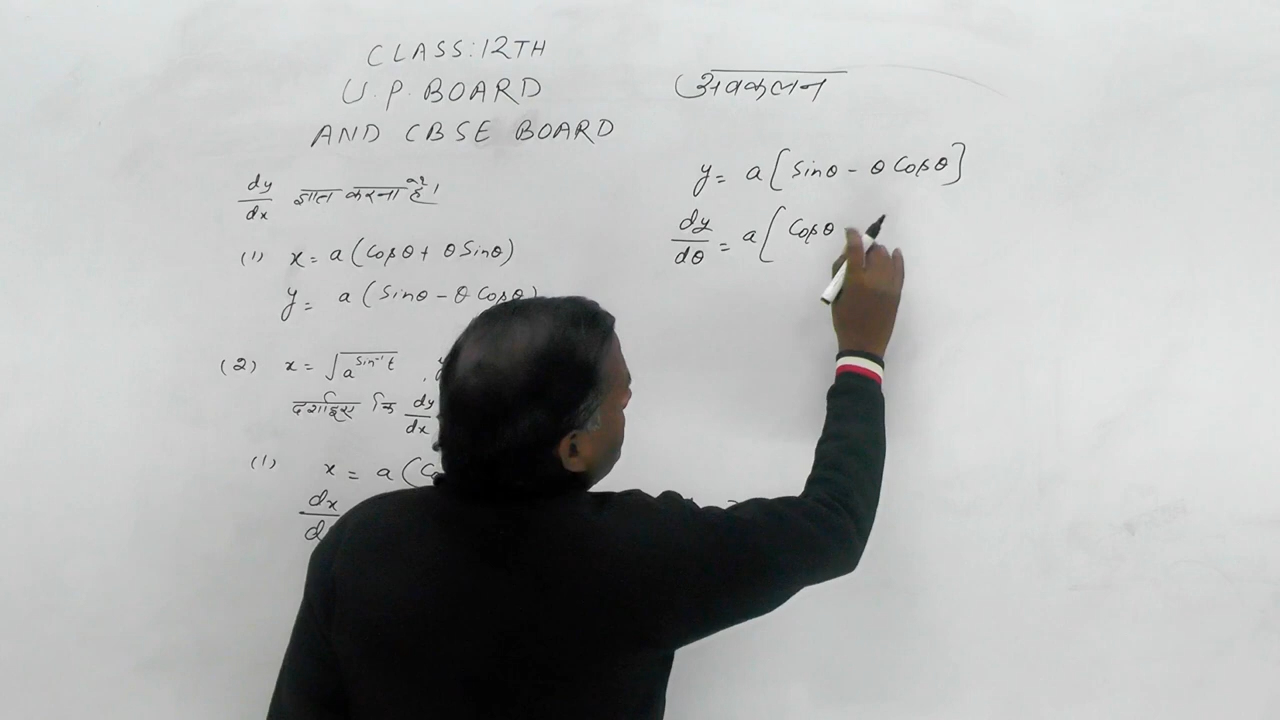 CLASS:12TH
U.P. BOARD
AND CBSE BOARD
dy/dx ज्ञात करना है।
(1) x = a(Cosθ + θ Sinθ)
y = a(Sinθ - θ Cosθ)
(2) x = √a^Sin⁻¹t , y
दर्शाइए कि dy/dx
(1) x = a(Co
dx/d
अवकलन
y = a[Sinθ - θ Cosθ]
dy/dθ = a[Cosθ